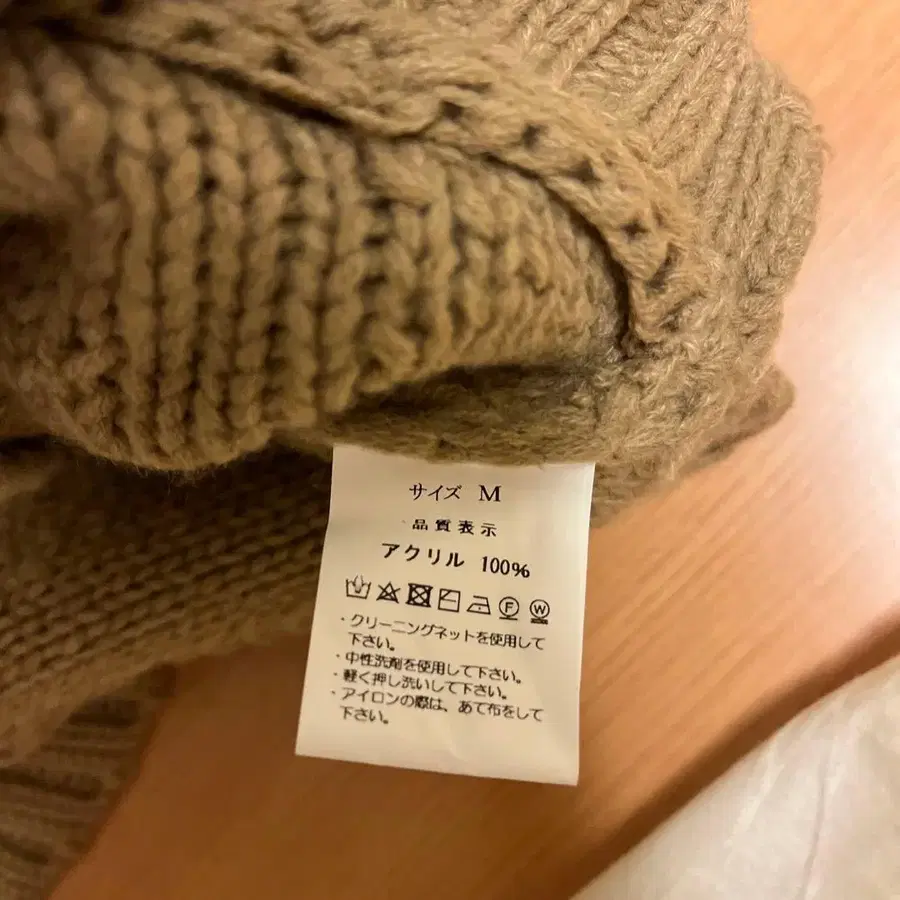 サイズ M
品質表示
アクリル 100%
F W
・クリーニングネットを使用して
下さい。
・中性洗剤を使用して下さい。
・軽く押し洗いして下さい。
・アイロンの際は、あて布をして
下さい。